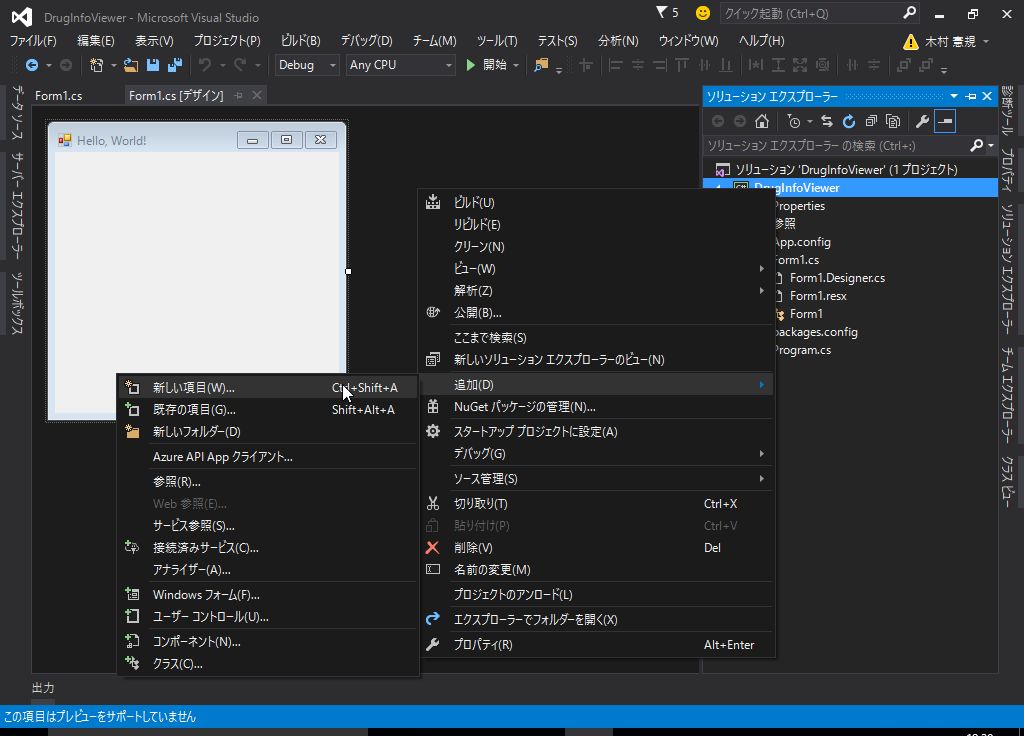 DrugInfoViewer - Microsoft Visual Studio
5
クイック起動 (Ctrl+Q)
ファイル(F) 編集(E) 表示(V) プロジェクト(P) ビルド(B) デバッグ(D) チーム(M) ツール(T) テスト(S) 分析(N) ウィンドウ(W) ヘルプ(H)
木村 憲規
Debug Any CPU 開始
データ ソース
サーバー エクスプローラー
ツールボックス
Form1.cs Form1.cs [デザイン]
Hello, World!
ソリューション エクスプローラー
ソリューション エクスプローラー の検索 (Ctrl+:)
ソリューション 'DrugInfoViewer' (1 プロジェクト)
DrugInfoViewer
Properties
参照
App.config
Form1.cs
Form1.Designer.cs
Form1.resx
Form1
packages.config
Program.cs
診断ツール
プロパティ
ソリューション エクスプローラー
チーム エクスプローラー
クラス ビュー
ビルド(U)
リビルド(E)
クリーン(N)
ビュー(W)
解析(Z)
公開(B)...
ここまで検索(S)
新しいソリューション エクスプローラーのビュー(N)
追加(D)
NuGet パッケージの管理(N)...
スタートアップ プロジェクトに設定(A)
デバッグ(G)
ソース管理(S)
切り取り(T) Ctrl+X
貼り付け(P) Ctrl+V
削除(V) Del
名前の変更(M)
プロジェクトのアンロード(L)
エクスプローラーでフォルダーを開く(X)
プロパティ(R) Alt+Enter
新しい項目(W)... Ctrl+Shift+A
既存の項目(G)... Shift+Alt+A
新しいフォルダー(D)
Azure API App クライアント...
参照(R)...
Web 参照(E)...
サービス参照(S)...
接続済みサービス(C)...
アナライザー(A)...
Windows フォーム(F)...
ユーザー コントロール(U)...
コンポーネント(N)...
クラス(C)...
出力
この項目はプレビューをサポートしていません